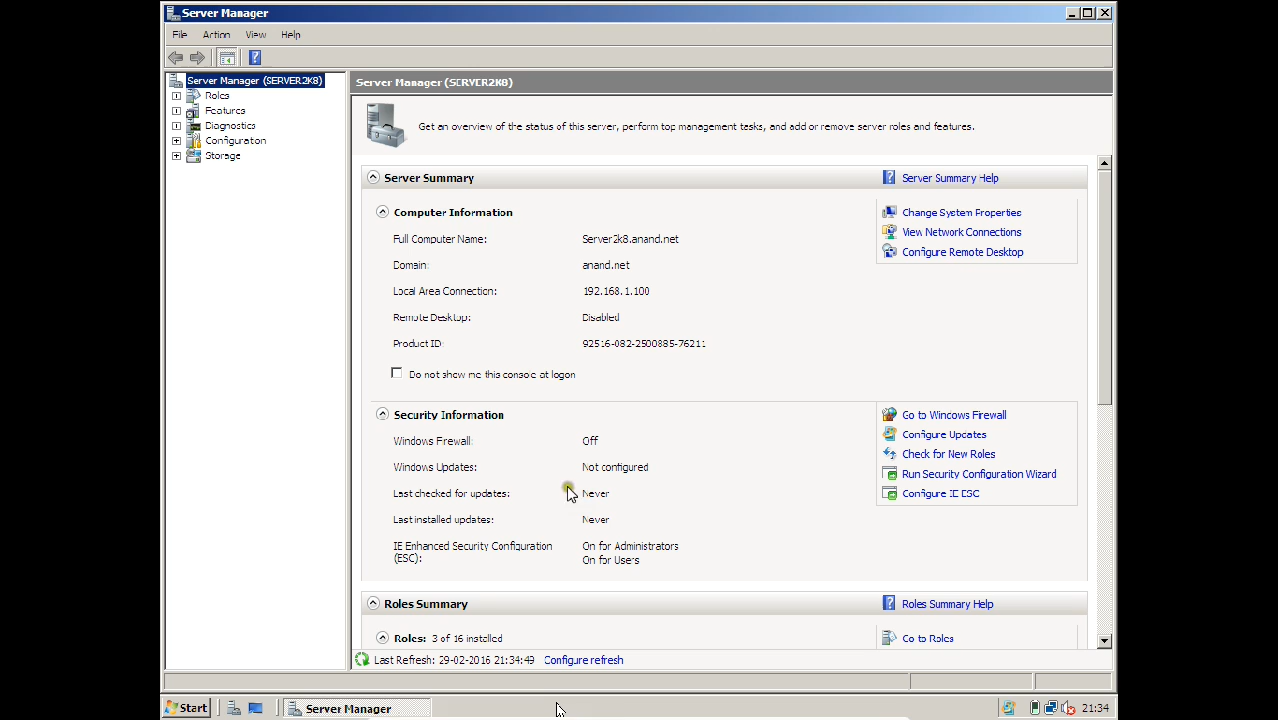 Server Manager
File Action View Help
Server Manager (SERVER2K8)
Roles
Features
Diagnostics
Configuration
Storage
Server Manager (SERVER2K8)
Get an overview of the status of this server, perform top management tasks, and add or remove server roles and features.
Server Summary
Server Summary Help
Computer Information
Full Computer Name: Server2k8.anand.net
Domain: anand.net
Local Area Connection: 192.168.1.100
Remote Desktop: Disabled
Product ID: 92516-082-2500885-76211
Do not show me this console at logon
Change System Properties
View Network Connections
Configure Remote Desktop
Security Information
Windows Firewall: Off
Windows Updates: Not configured
Last checked for updates: Never
Last installed updates: Never
IE Enhanced Security Configuration (ESC): On for Administrators
On for Users
Go to Windows Firewall
Configure Updates
Check for New Roles
Run Security Configuration Wizard
Configure IE ESC
Roles Summary
Roles Summary Help
Roles: 3 of 16 installed
Go to Roles
Last Refresh: 29-02-2016 21:34:49 Configure refresh
Start
Server Manager
21:34